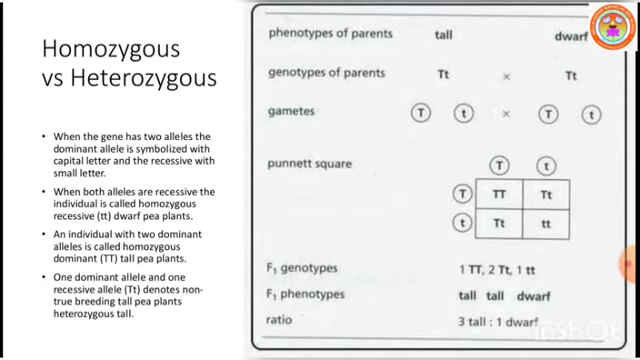 Homozygous
vs Heterozygous
• When the gene has two alleles the
dominant allele is symbolized with
capital letter and the recessive with
small letter.
• When both alleles are recessive the
individual is called homozygous
recessive (tt) dwarf pea plants.
• An individual with two dominant
alleles is called homozygous
dominant (TT) tall pea plants.
• One dominant allele and one
recessive allele (Tt) denotes non-
true breeding tall pea plants
heterozygous tall.
phenotypes of parents tall dwarf
genotypes of parents Tt × Tt
gametes T t × T t
punnett square
T t
T TT Tt
t Tt tt
F₁ genotypes 1 TT, 2 Tt, 1 tt
F₁ phenotypes tall tall dwarf
ratio 3 tall : 1 dwarf